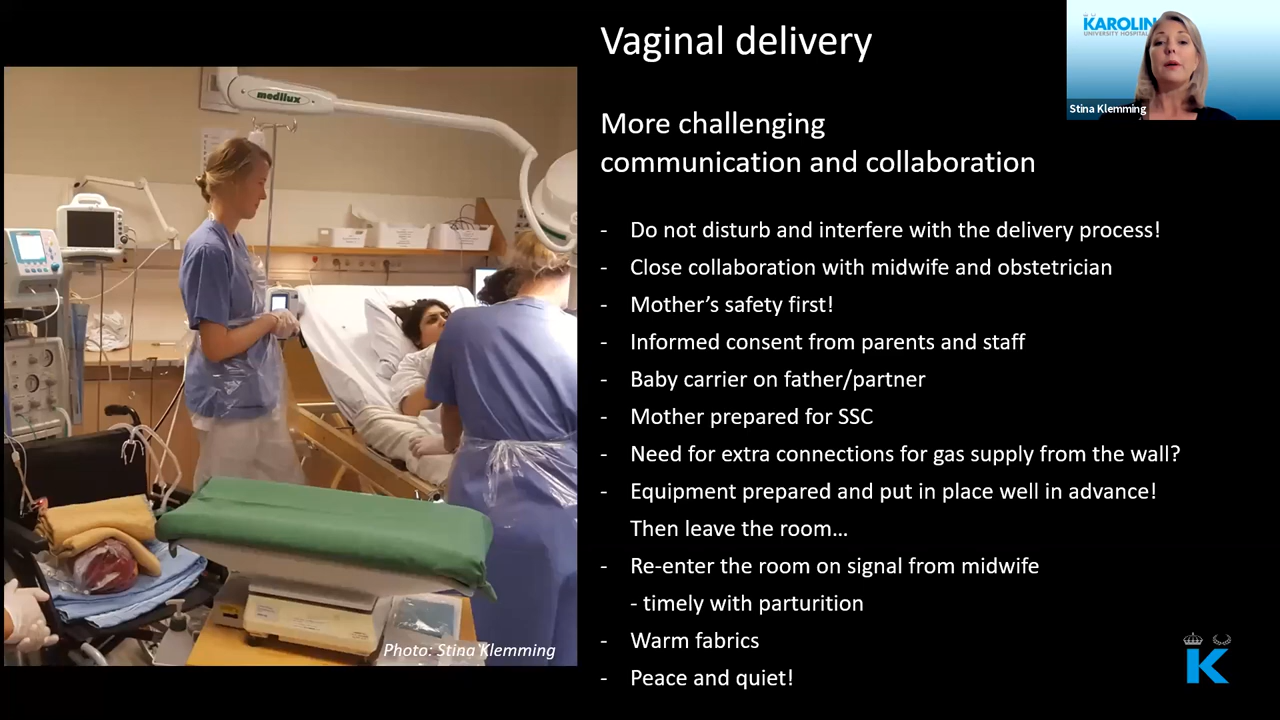 Vaginal delivery
KAROLIN
UNIVERSITY HOSPITAL
Stina Klemming
medilux
More challenging
communication and collaboration
- Do not disturb and interfere with the delivery process!
- Close collaboration with midwife and obstetrician
- Mother’s safety first!
- Informed consent from parents and staff
- Baby carrier on father/partner
- Mother prepared for SSC
- Need for extra connections for gas supply from the wall?
- Equipment prepared and put in place well in advance!
Then leave the room…
- Re-enter the room on signal from midwife
- timely with parturition
- Warm fabrics
- Peace and quiet!
Photo: Stina Klemming
K